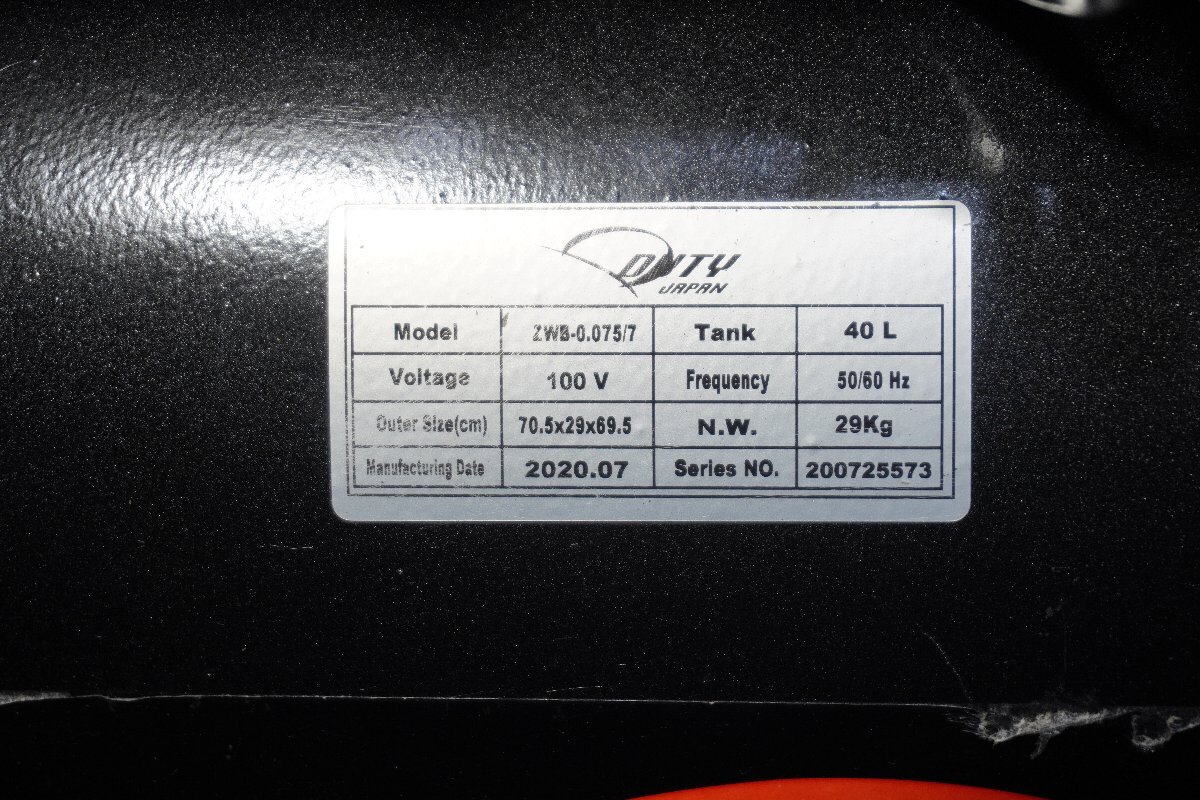 DUTY
JAPAN
Model ZWB-0.075/7 Tank 40 L
Voltage 100 V Frequency 50/60 Hz
Outer Size(cm) 70.5x29x69.5 N.W. 29Kg
Manufacturing Date 2020.07 Series NO. 200725573